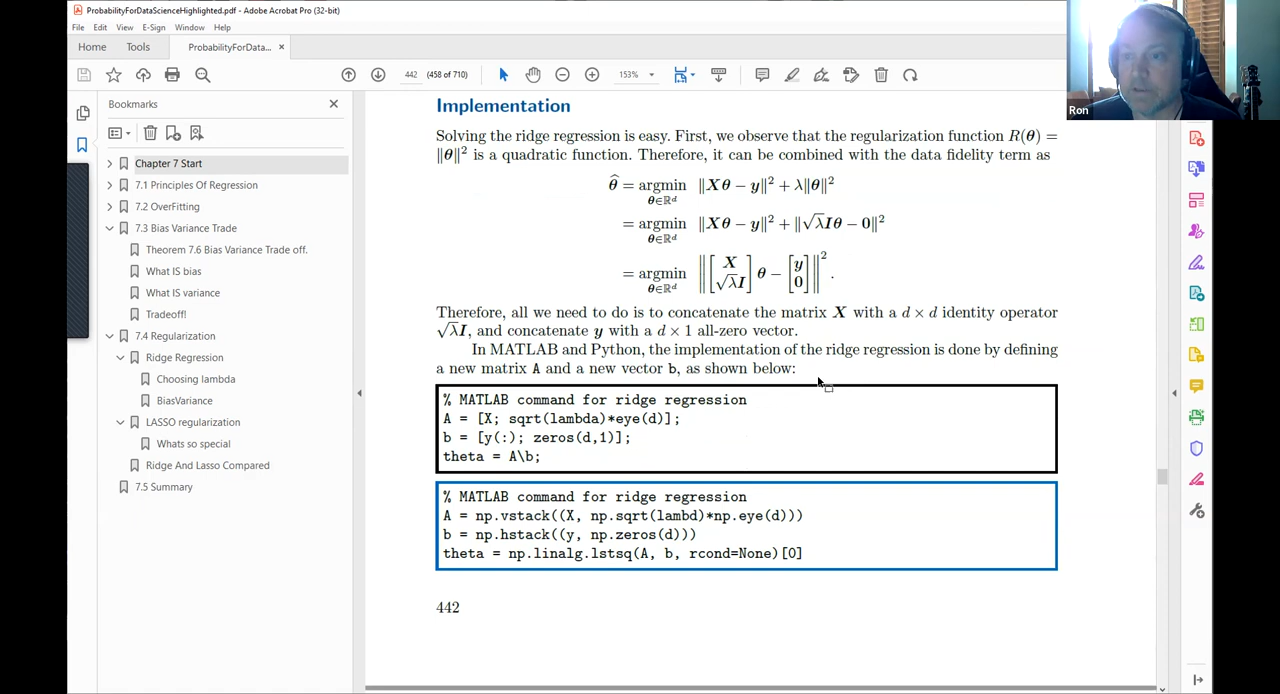 ProbabilityForDataScienceHighlighted.pdf - Adobe Acrobat Pro (32-bit)
File Edit View E-Sign Window Help
Home Tools ProbabilityForData... ×
442 (458 of 710) 153%
Ron
Bookmarks
Chapter 7 Start
7.1 Principles Of Regression
7.2 OverFitting
7.3 Bias Variance Trade
Theorem 7.6 Bias Variance Trade off.
What IS bias
What IS variance
Tradeoff!
7.4 Regularization
Ridge Regression
Choosing lambda
BiasVariance
LASSO regularization
Whats so special
Ridge And Lasso Compared
7.5 Summary
Implementation
Solving the ridge regression is easy. First, we observe that the regularization function R(θ) =
‖θ‖² is a quadratic function. Therefore, it can be combined with the data fidelity term as
θ̂ = argmin ‖Xθ − y‖² + λ‖θ‖²
θ∈ℝᵈ
= argmin ‖Xθ − y‖² + ‖√λIθ − 0‖²
θ∈ℝᵈ
= argmin ‖[X √λI] θ − [y 0]‖² .
θ∈ℝᵈ
Therefore, all we need to do is to concatenate the matrix X with a d × d identity operator
√λI, and concatenate y with a d × 1 all-zero vector.
In MATLAB and Python, the implementation of the ridge regression is done by defining
a new matrix A and a new vector b, as shown below:
% MATLAB command for ridge regression
A = [X; sqrt(lambda)*eye(d)];
b = [y(:); zeros(d,1)];
theta = A\b;
% MATLAB command for ridge regression
A = np.vstack((X, np.sqrt(lambd)*np.eye(d)))
b = np.hstack((y, np.zeros(d)))
theta = np.linalg.lstsq(A, b, rcond=None)[0]
442